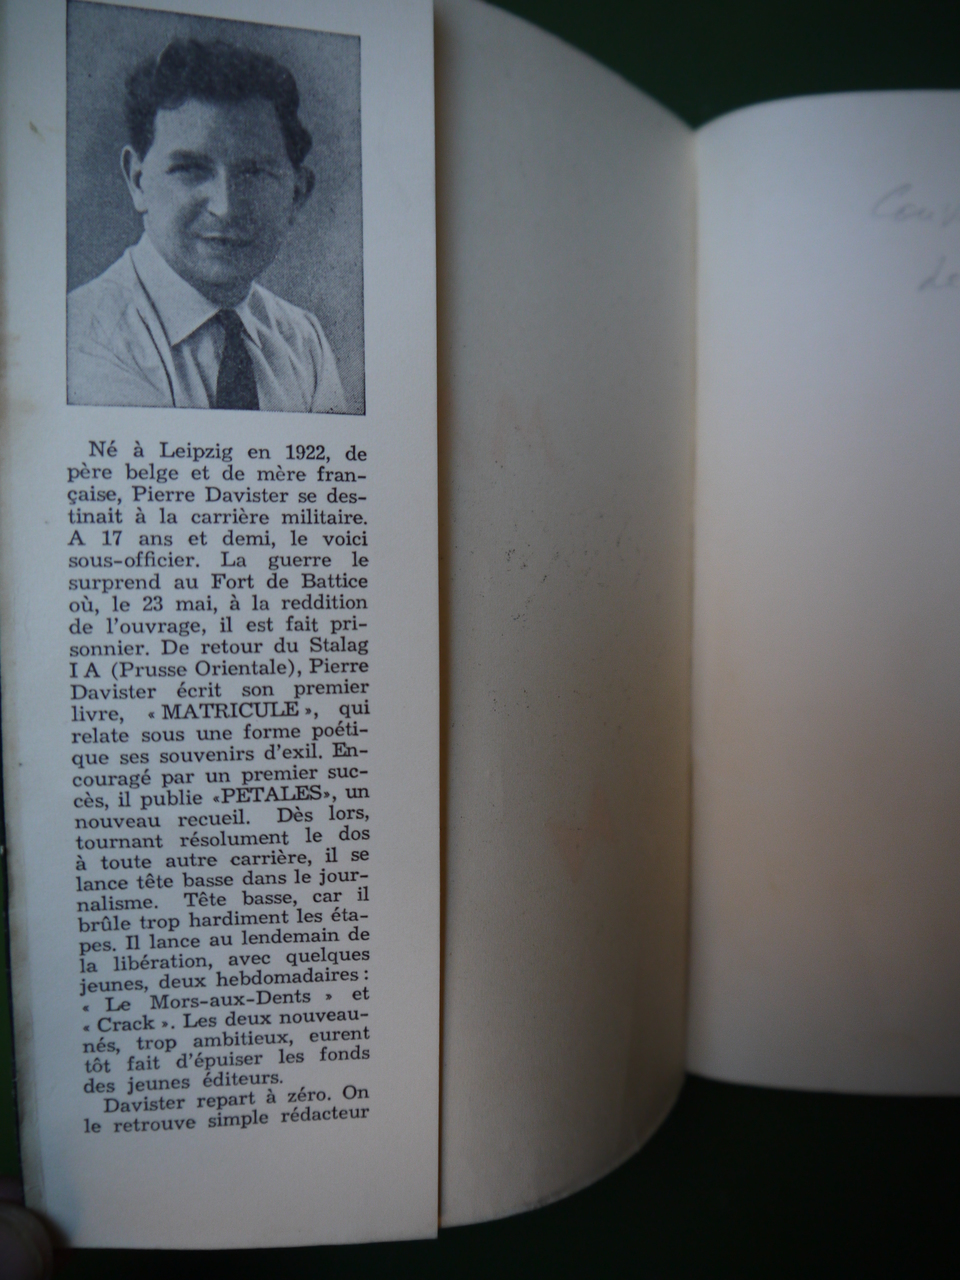 Né à Leipzig en 1922, de
père belge et de mère fran-
çaise, Pierre Davister se des-
tinait à la carrière militaire.
A 17 ans et demi, le voici
sous-officier. La guerre le
surprend au Fort de Battice
où, le 23 mai, à la reddition
de l'ouvrage, il est fait pri-
sonnier. De retour du Stalag
I A (Prusse Orientale), Pierre
Davister écrit son premier
livre, « MATRICULE », qui
relate sous une forme poéti-
que ses souvenirs d'exil. En-
couragé par un premier suc-
cès, il publie «PETALES», un
nouveau recueil. Dès lors,
tournant résolument le dos
à toute autre carrière, il se
lance tête basse dans le jour-
nalisme. Tête basse, car il
brûle trop hardiment les éta-
pes. Il lance au lendemain de
la libération, avec quelques
jeunes, deux hebdomadaires :
« Le Mors-aux-Dents » et
« Crack ». Les deux nouveau-
nés, trop ambitieux, eurent
tôt fait d'épuiser les fonds
des jeunes éditeurs.
Davister repart à zéro. On
le retrouve simple rédacteur
Couv